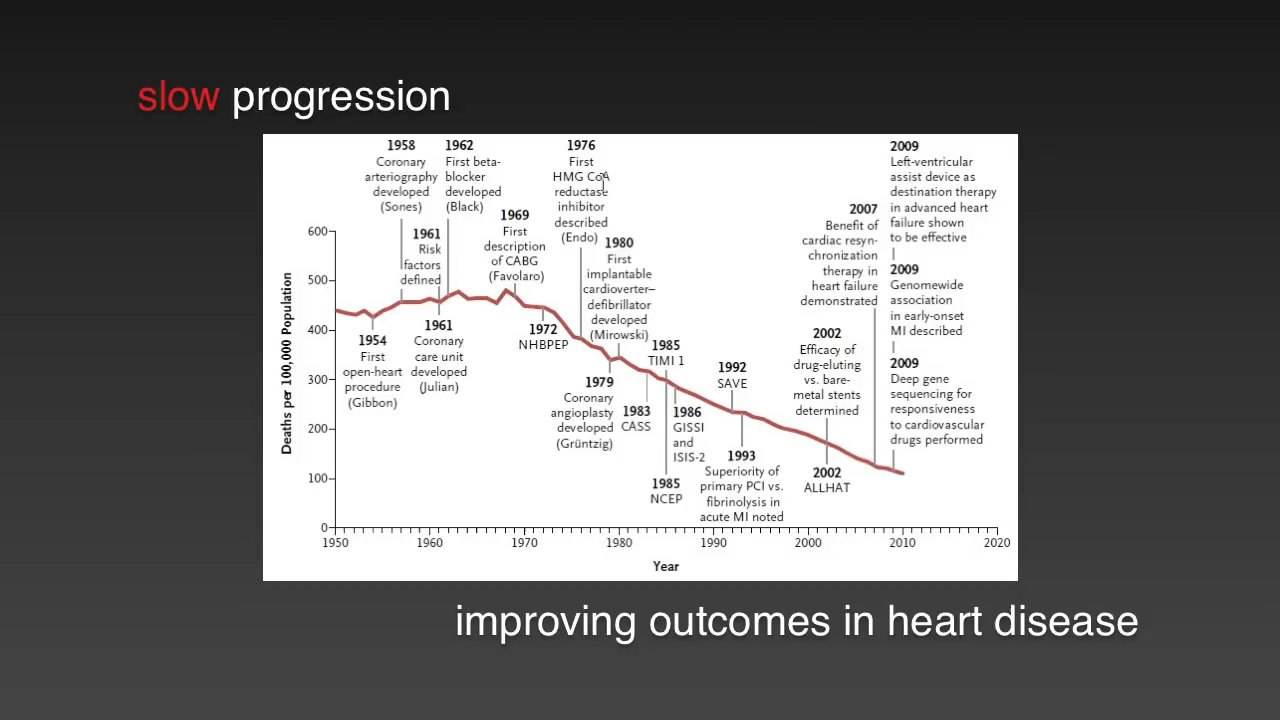 slow progression
1958
Coronary
arteriography
developed
(Sones)
1962
First beta-
blocker
developed
(Black)
1976
First
HMG CoA
reductase
inhibitor
described
(Endo)
2009
Left-ventricular
assist device as
destination therapy
in advanced heart
failure shown
to be effective
1961
Risk
factors
defined
1969
First
description
of CABG
(Favolaro)
1980
First
implantable
cardioverter–
defibrillator
developed
(Mirowski)
2007
Benefit of
cardiac resyn-
chronization
therapy in
heart failure
demonstrated
2009
Genomewide
association
in early-onset
MI described
1954
First
open-heart
procedure
(Gibbon)
1961
Coronary
care unit
developed
(Julian)
1972
NHBPEP
1985
TIMI 1
1992
SAVE
2002
Efficacy of
drug-eluting
vs. bare-
metal stents
determined
2009
Deep gene
sequencing for
responsiveness
to cardiovascular
drugs performed
1979
Coronary
angioplasty
developed
(Grüntzig)
1983
CASS
1986
GISSI
and
ISIS-2
1985
NCEP
1993
Superiority of
primary PCI vs.
fibrinolysis in
acute MI noted
2002
ALLHAT
Deaths per 100,000 Population
600
500
400
300
200
100
0
1950 1960 1970 1980 1990 2000 2010 2020
Year
improving outcomes in heart disease